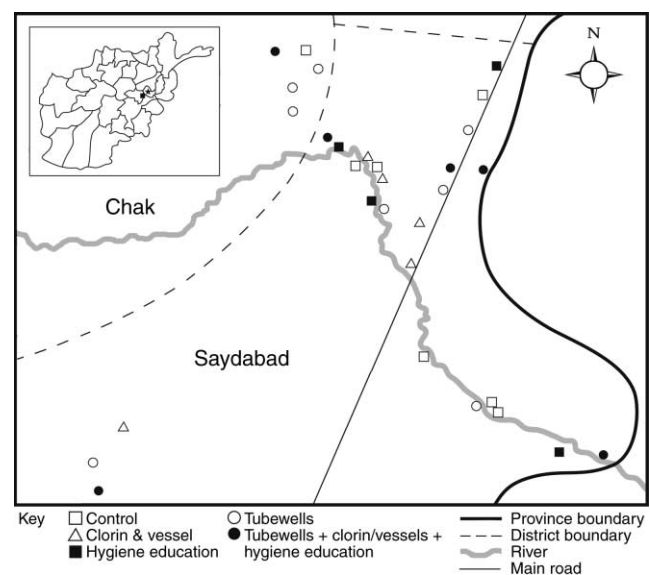 N
Chak
Saydabad
Key
Control
Clorin & vessel
Hygiene education
Tubewells
Tubewells + clorin/vessels +
hygiene education
Province boundary
District boundary
River
Main road